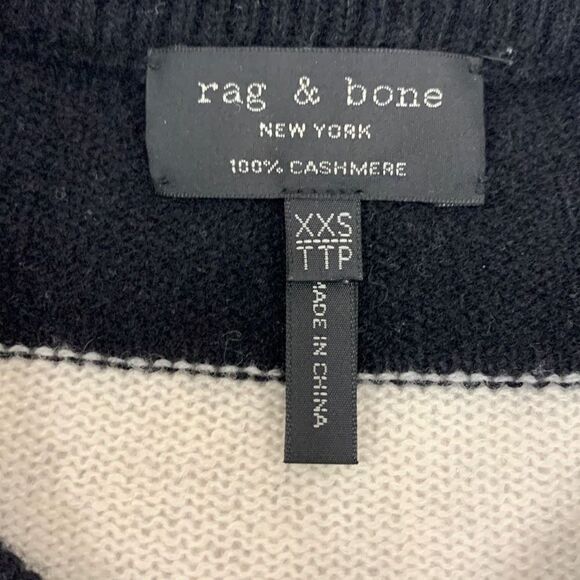 rag & bone
NEW YORK
100% CASHMERE
XXS
TTP
MADE IN CHINA